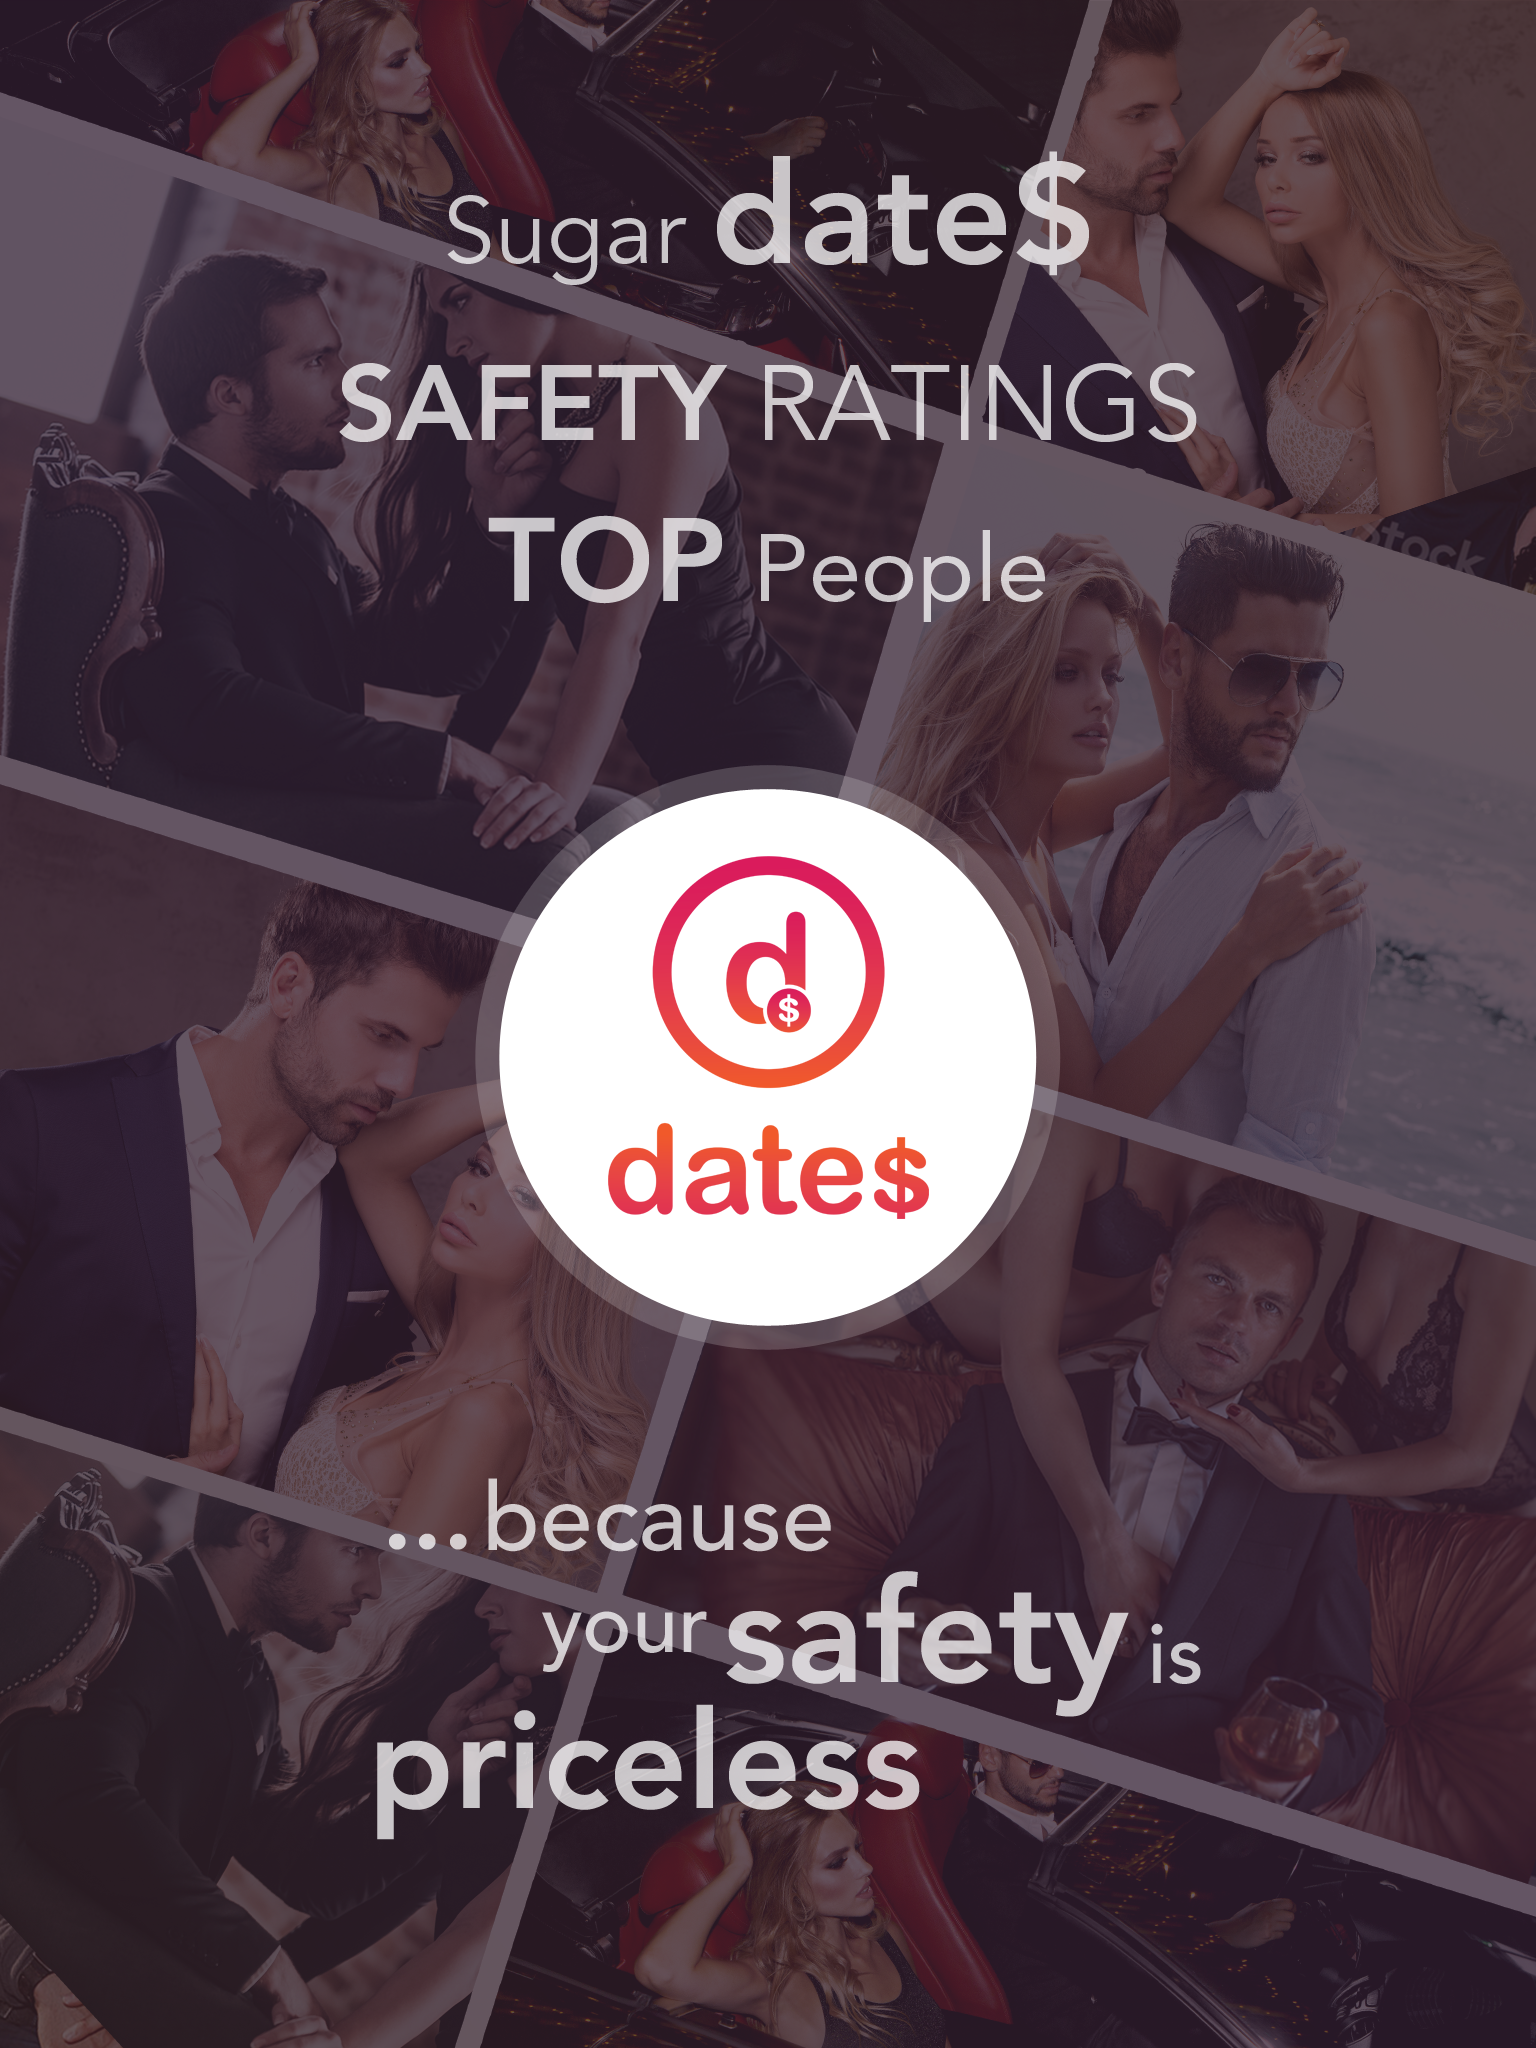 Sugar date$
SAFETY RATINGS
TOP People
d$
date$
...because
your safety is
priceless